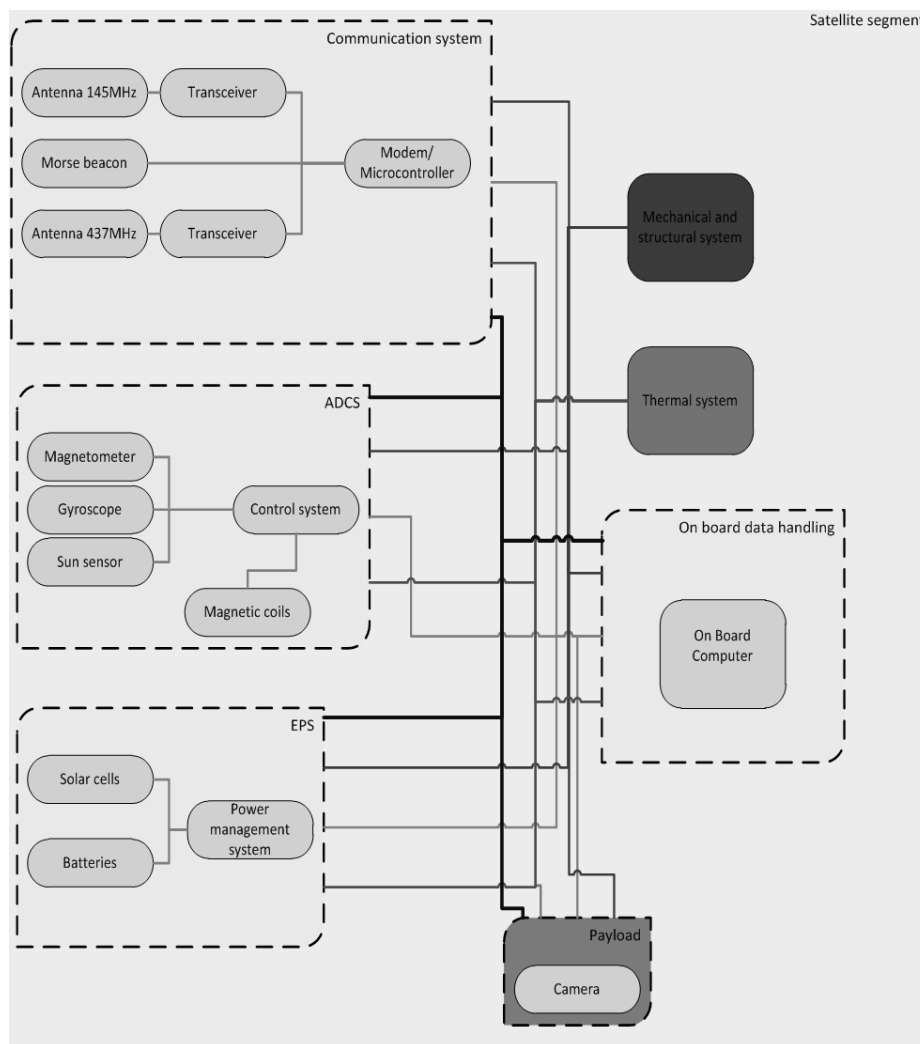 Satellite segment
Communication system
Antenna 145MHz
Transceiver
Morse beacon
Modem/
Microcontroller
Antenna 437MHz
Transceiver
Mechanical and
structural system
Thermal system
ADCS
Magnetometer
Gyroscope
Control system
Sun sensor
Magnetic coils
On board data handling
On Board
Computer
EPS
Solar cells
Power
management
system
Batteries
Payload
Camera